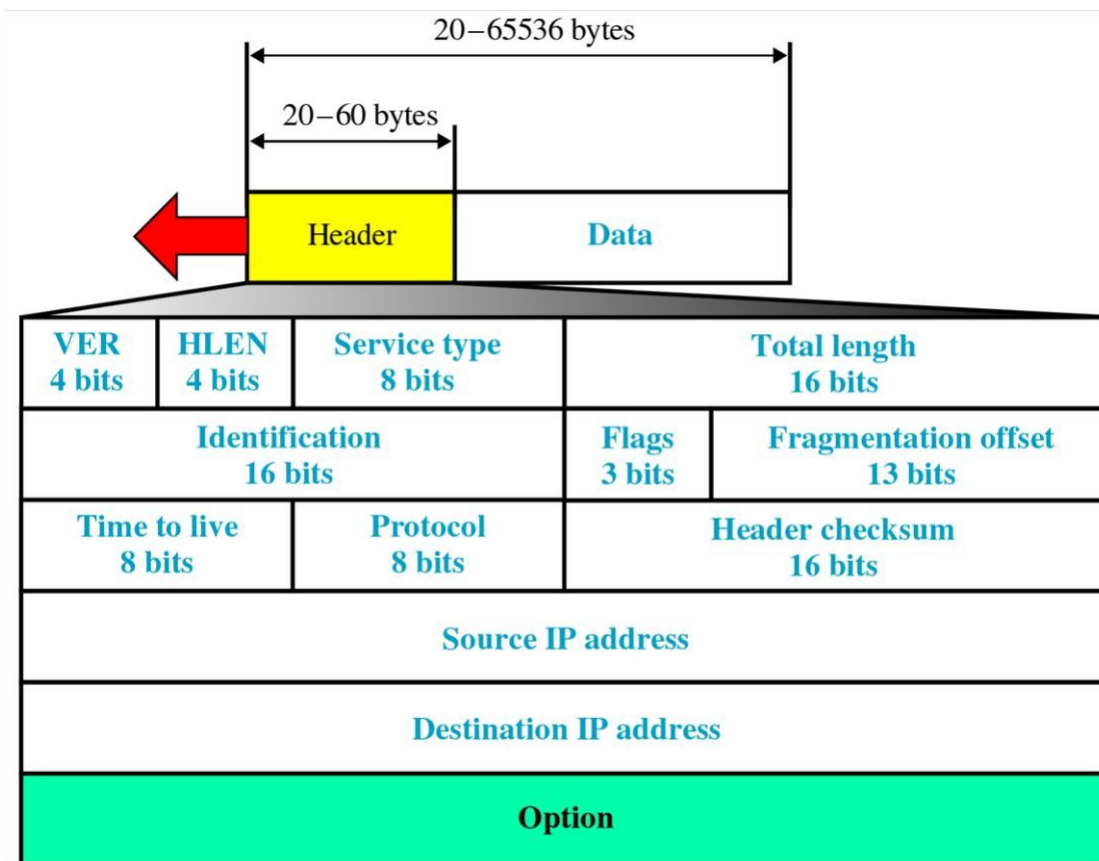 20–65536 bytes
20–60 bytes
Header
Data
VER
4 bits
HLEN
4 bits
Service type
8 bits
Total length
16 bits
Identification
16 bits
Flags
3 bits
Fragmentation offset
13 bits
Time to live
8 bits
Protocol
8 bits
Header checksum
16 bits
Source IP address
Destination IP address
Option